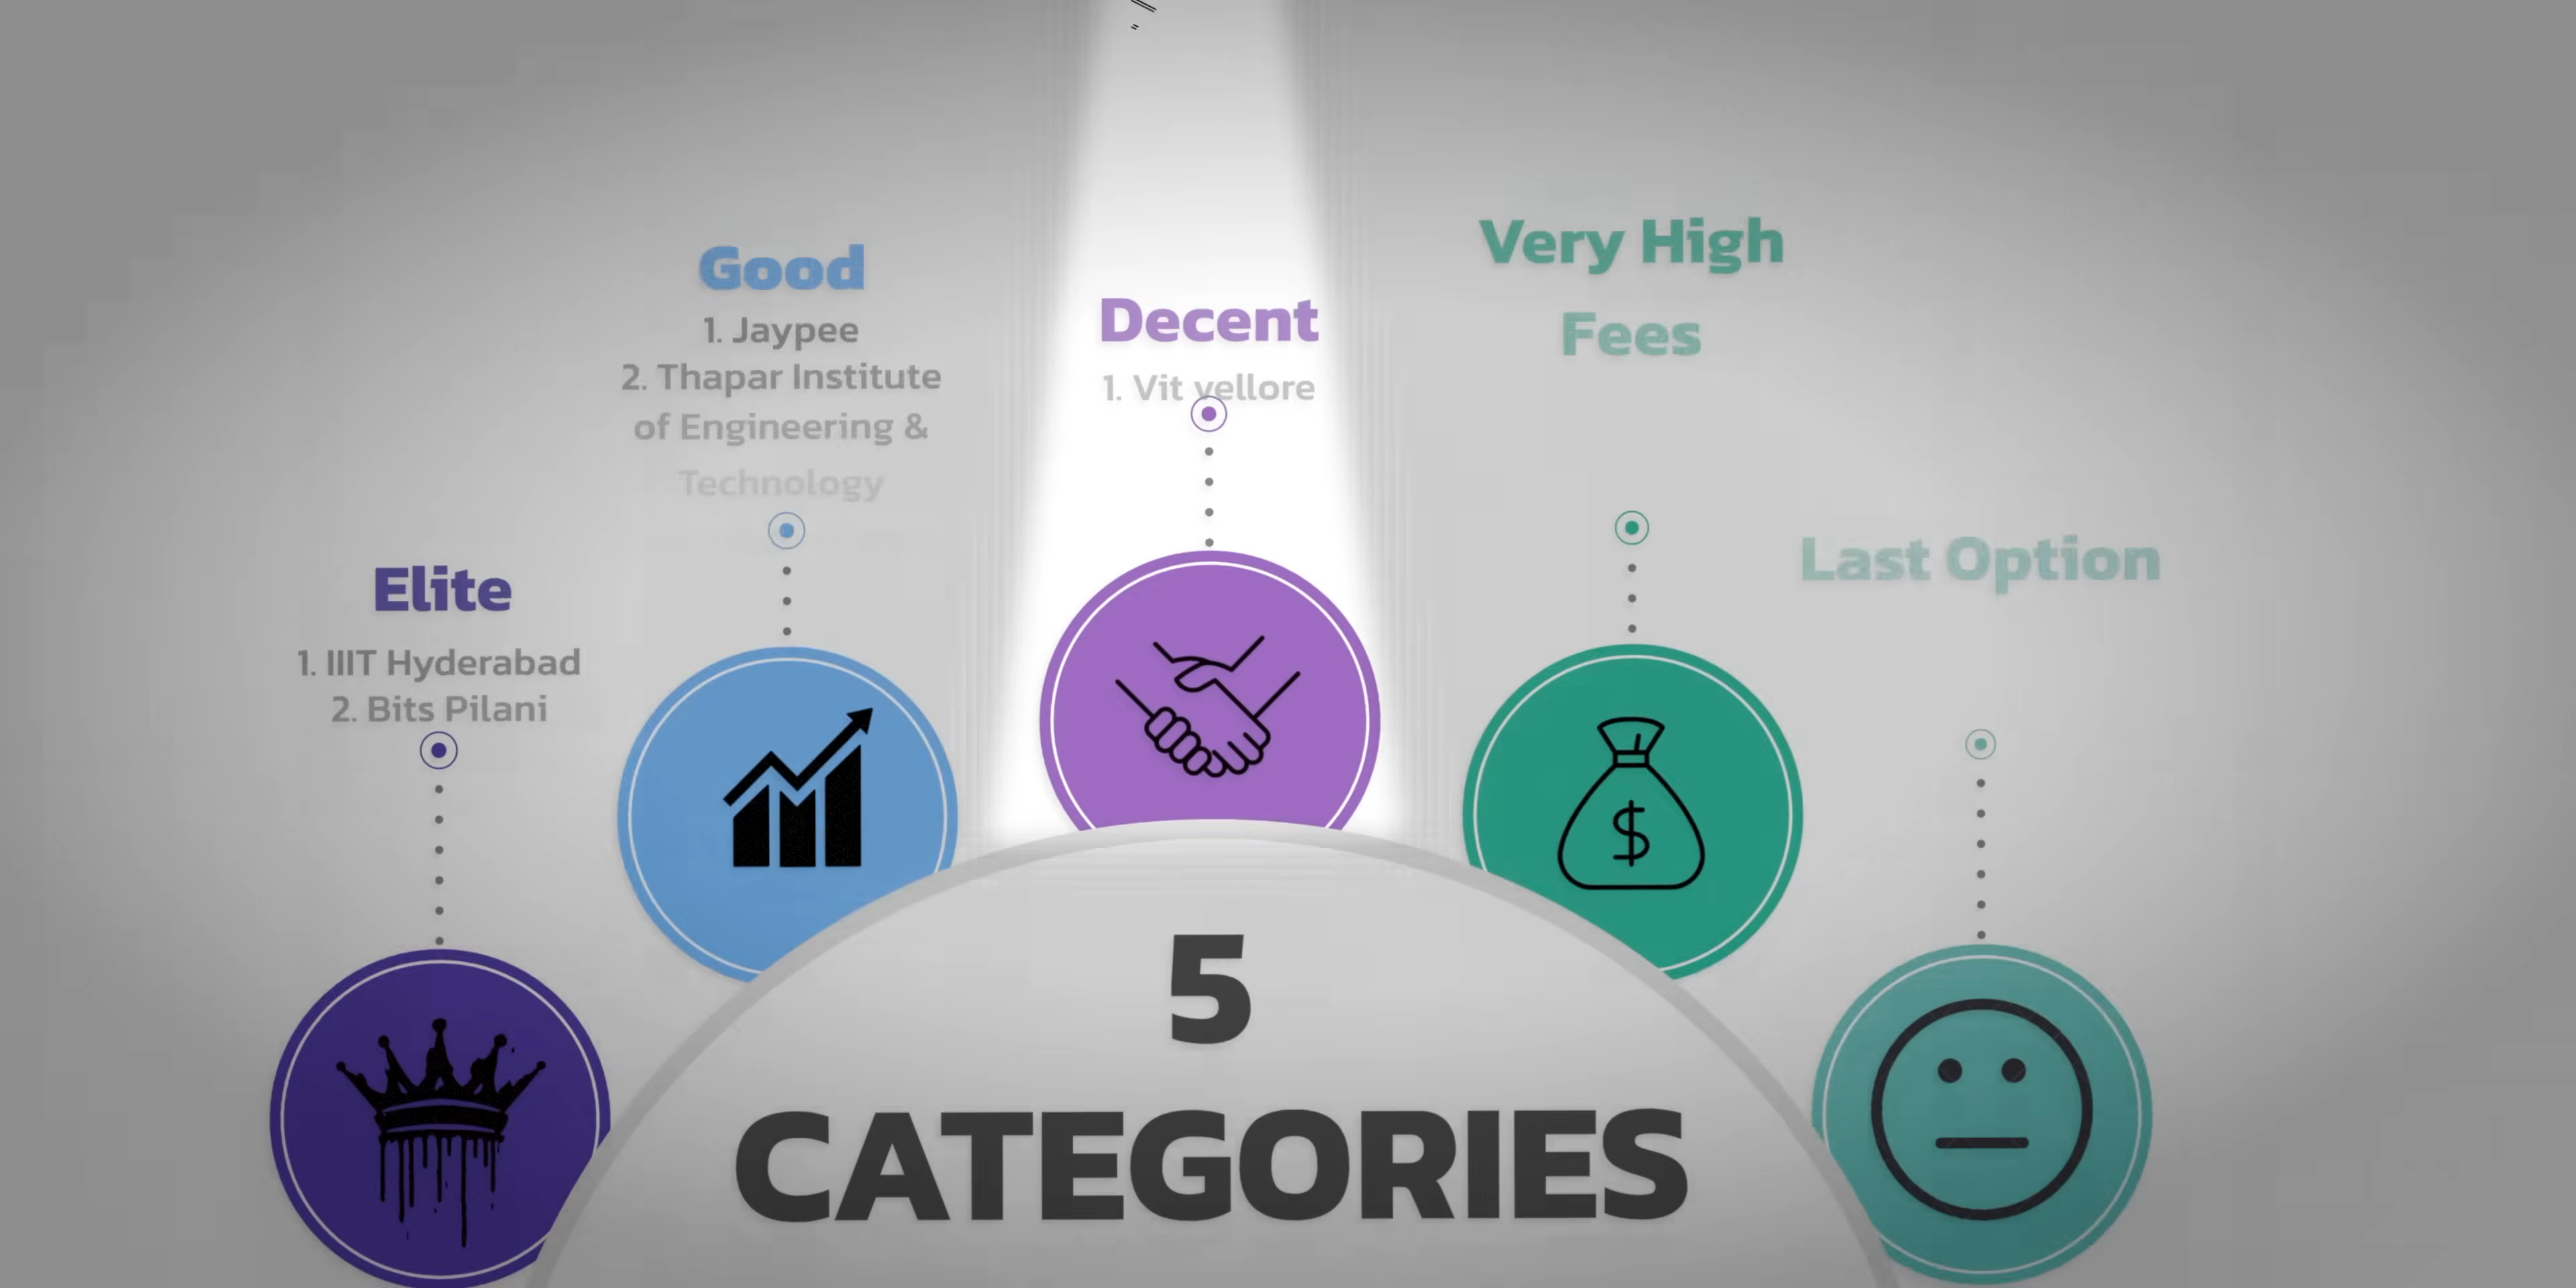 Good
1. Jaypee
2. Thapar Institute
of Engineering &
Technology
Decent
1. Vit vellore
Very High
Fees
Elite
1. IIIT Hyderabad
2. Bits Pilani
Last Option
5
CATEGORIES